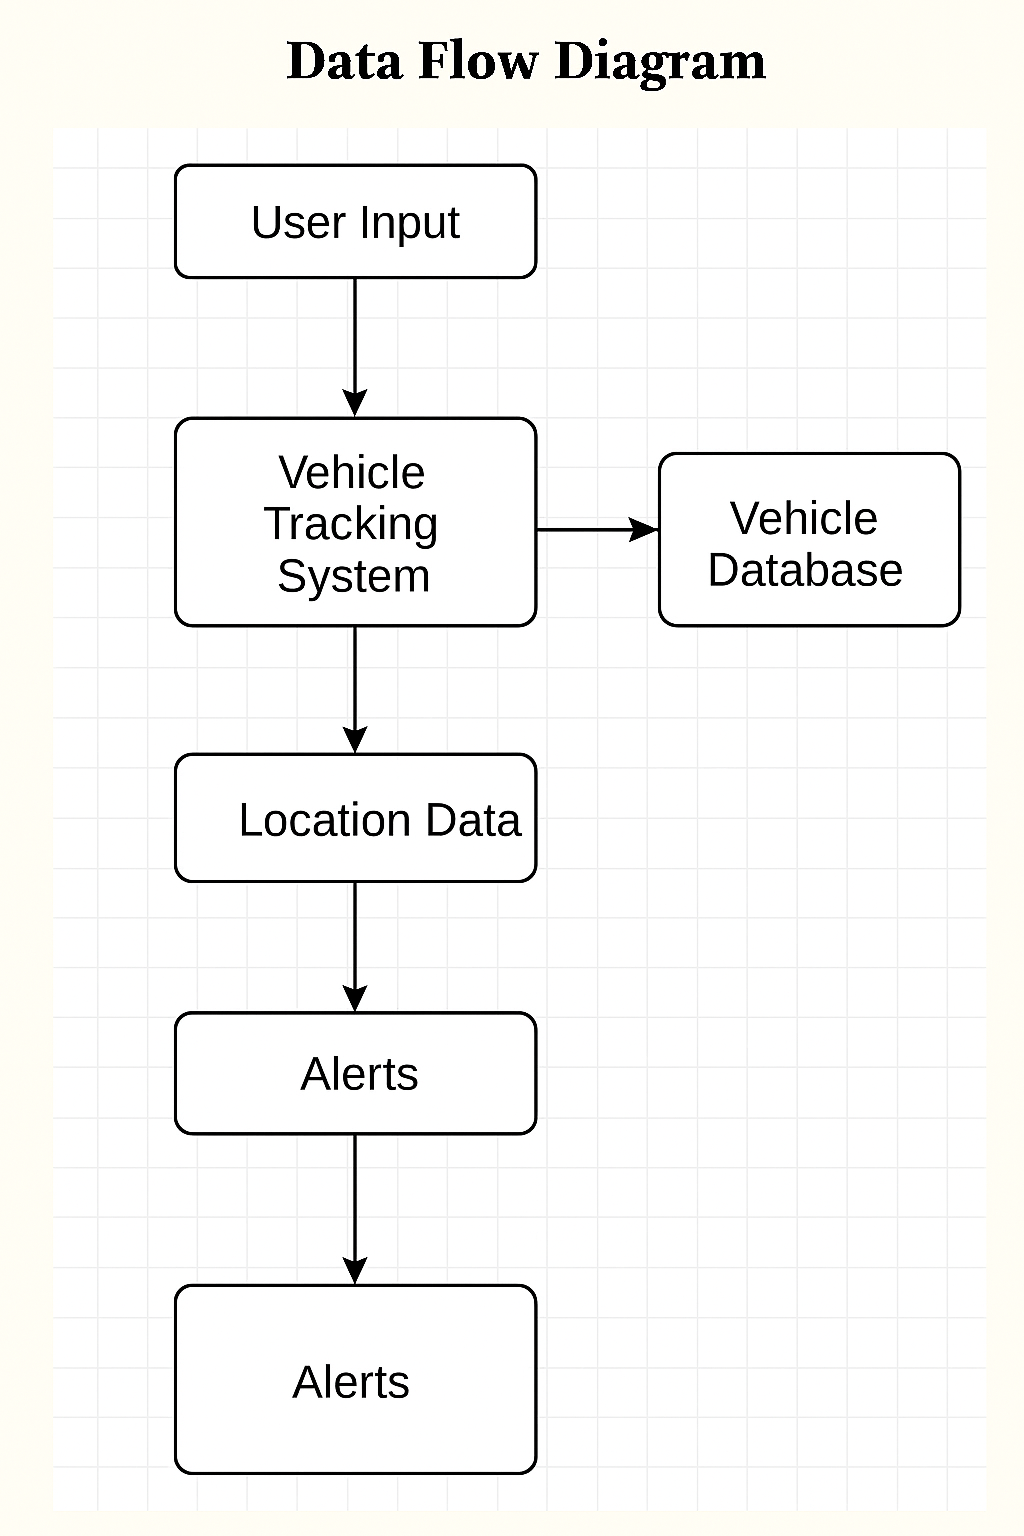 Data Flow Diagram
User Input
Vehicle
Tracking
System
Vehicle
Database
Location Data
Alerts
Alerts